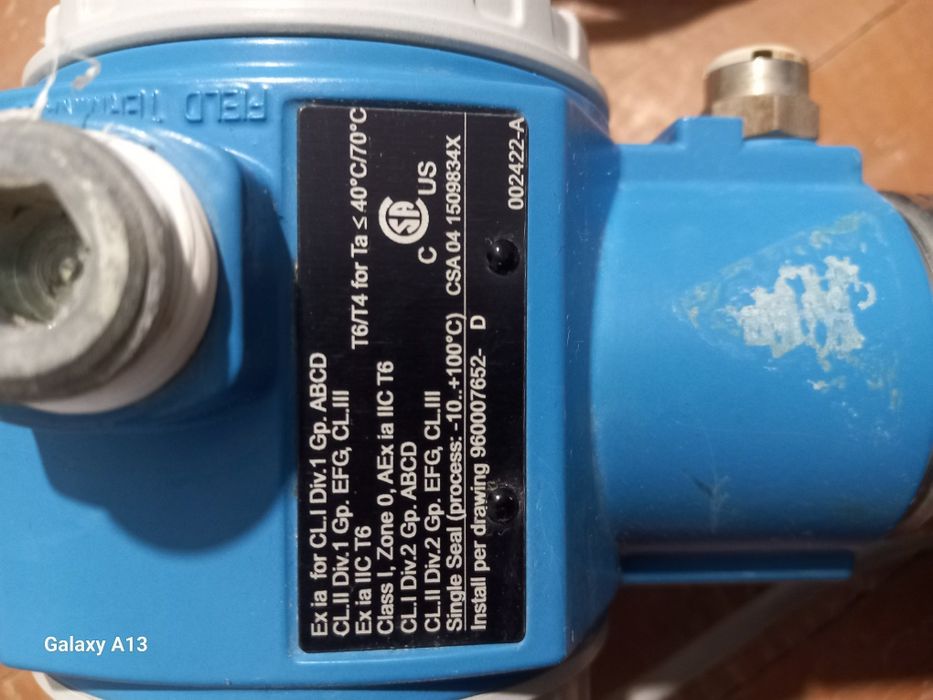 Ex ia for CL.I Div.1 Gp. ABCD
CL.II Div.1 Gp. EFG, CL.III
Ex ia IIC T6 T6/T4 for Ta ≤ 40°C/70°C
Class I, Zone 0, AEx ia IIC T6
CL.I Div.2 Gp. ABCD
CL.II Div.2 Gp. EFG, CL.III
C SA US
Single Seal (process: -10..+100°C) CSA 04 1509834X
Install per drawing 960007652- D
002422-A
FIELD
Galaxy A13